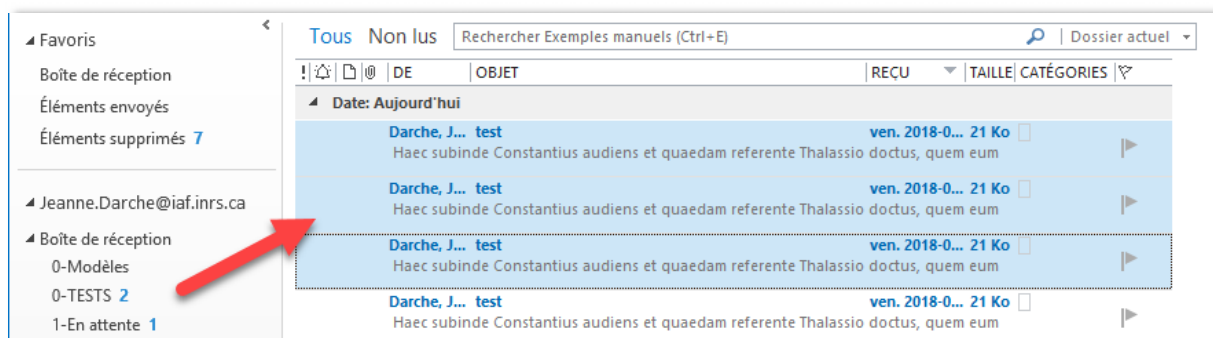 Favoris
Boîte de réception
Éléments envoyés
Éléments supprimés 7
Jeanne.Darche@iaf.inrs.ca
Boîte de réception
0-Modèles
0-TESTS 2
1-En attente 1
Tous Non lus Rechercher Exemples manuels (Ctrl+E) Dossier actuel
! DE OBJET REÇU TAILLE CATÉGORIES
Date: Aujourd'hui
Darche, J... test ven. 2018-0... 21 Ko
Haec subinde Constantius audiens et quaedam referente Thalassio doctus, quem eum
Darche, J... test ven. 2018-0... 21 Ko
Haec subinde Constantius audiens et quaedam referente Thalassio doctus, quem eum
Darche, J... test ven. 2018-0... 21 Ko
Haec subinde Constantius audiens et quaedam referente Thalassio doctus, quem eum
Darche, J... test ven. 2018-0... 21 Ko
Haec subinde Constantius audiens et quaedam referente Thalassio doctus, quem eum